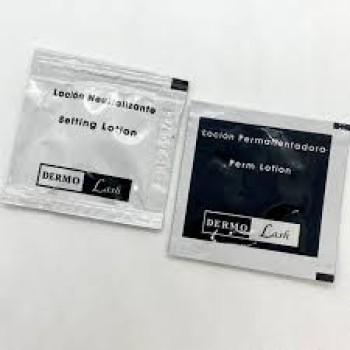 Loción Neutralizante
Setting Lotion
DERMO Lash
Loción Permanentadora
Perm Lotion
DERMO Lash